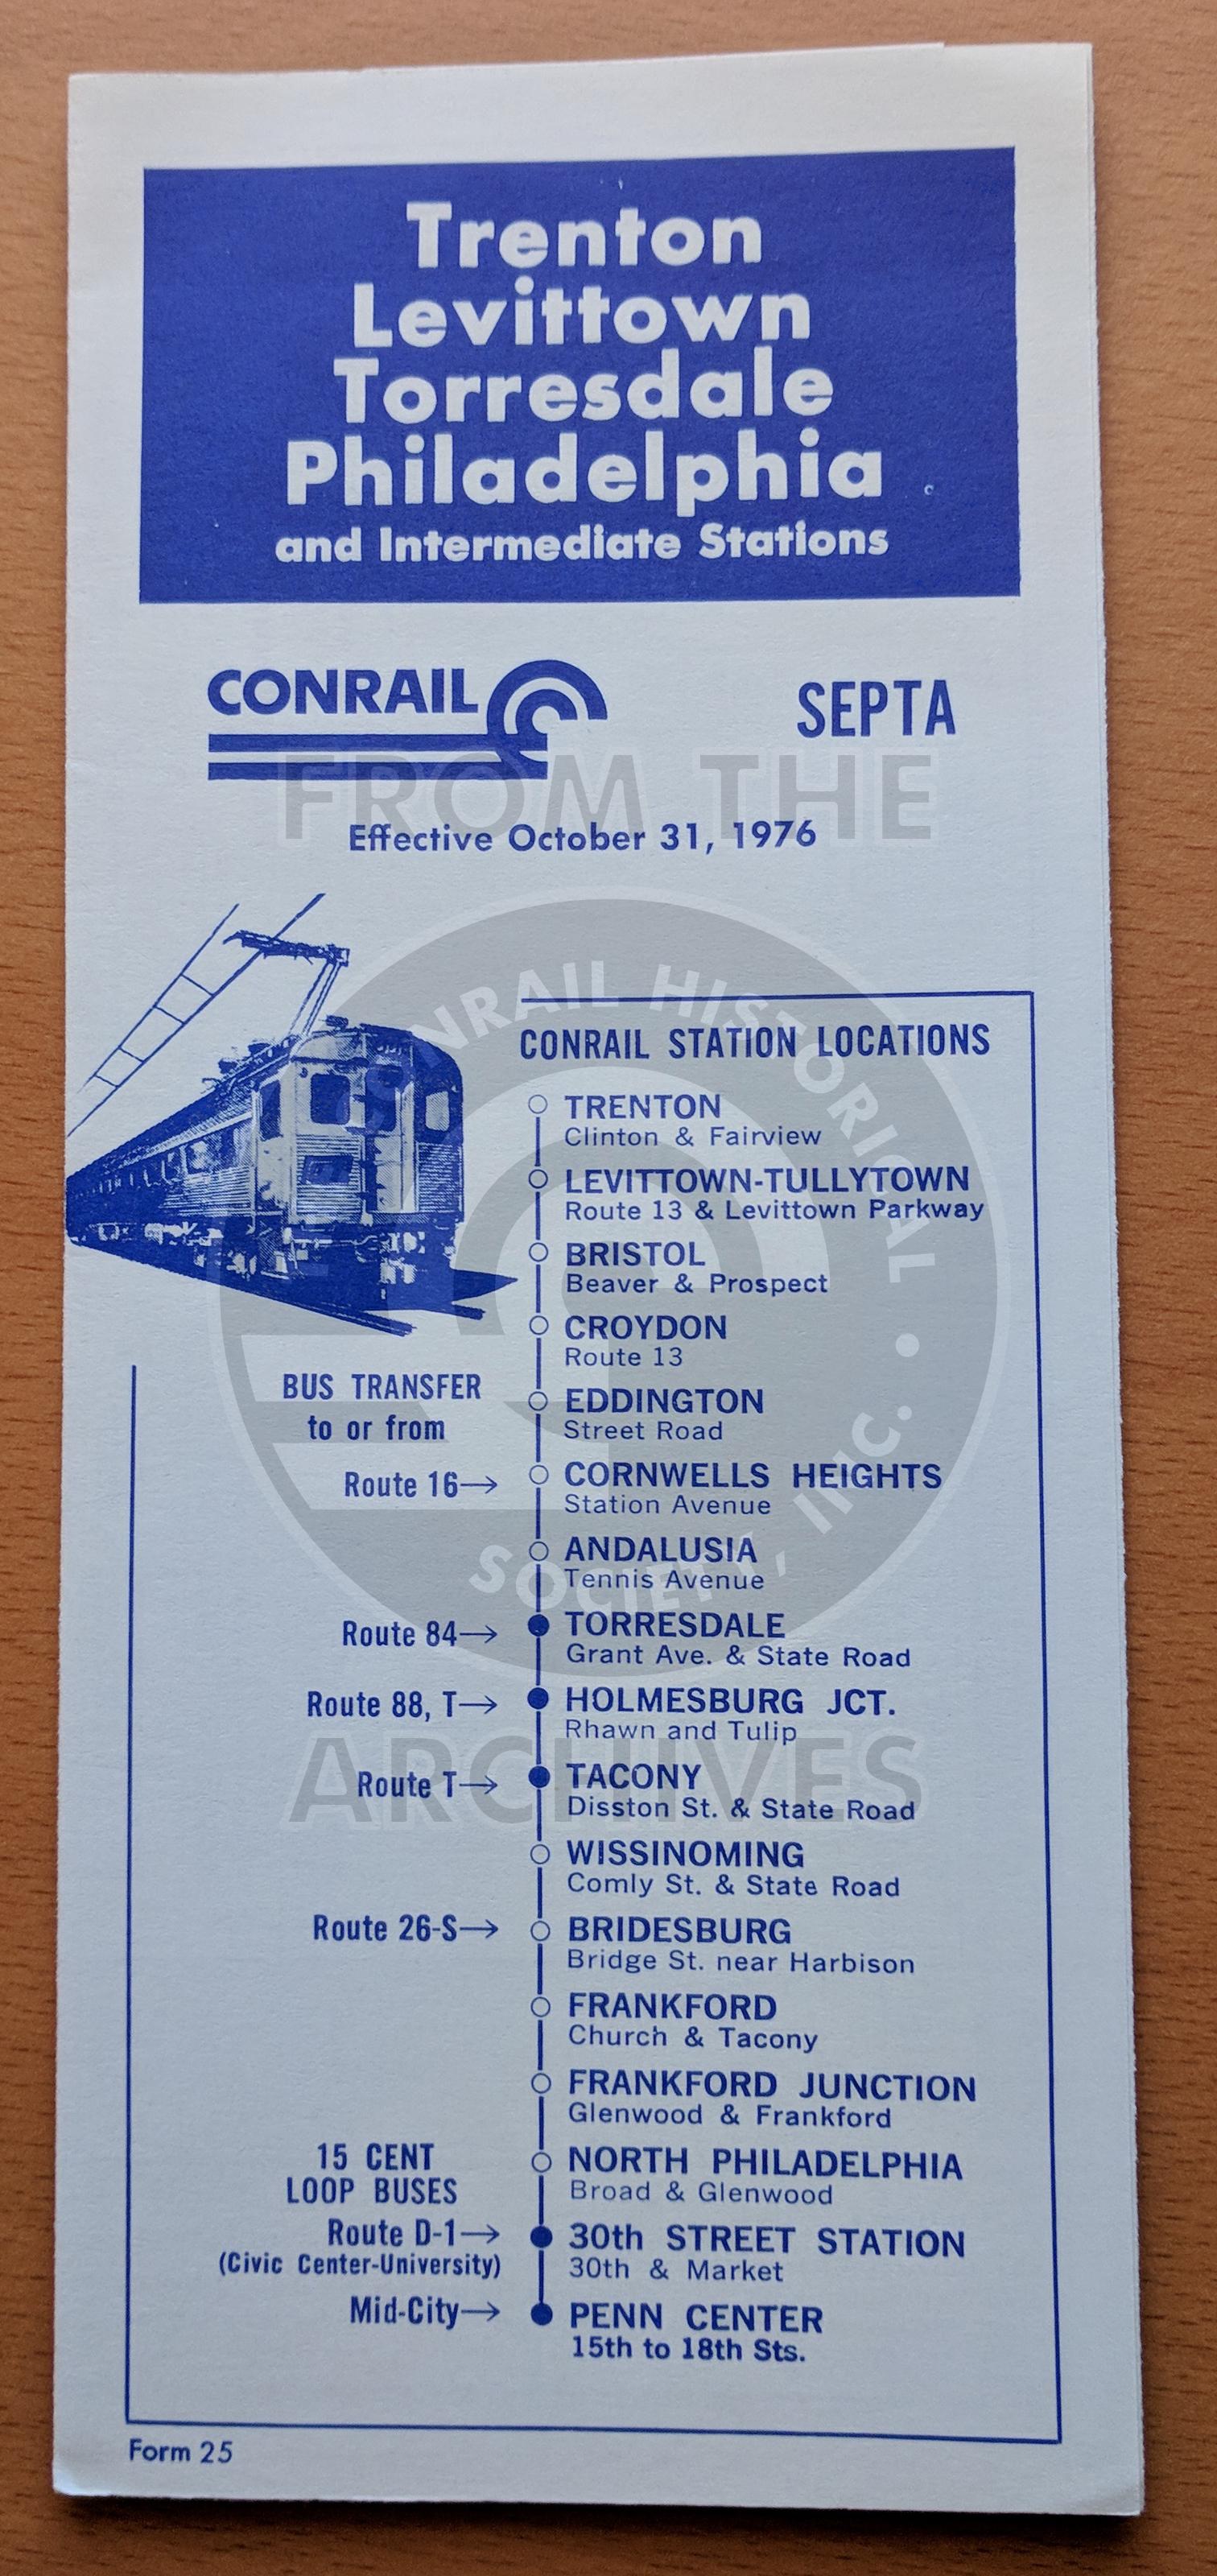 Trenton
Levittown
Torresdale
Philadelphia
and Intermediate Stations
CONRAIL
SEPTA
FROM THE
Effective October 31, 1976
CONRAIL HISTORICAL • SOCIETY, INC.
CONRAIL STATION LOCATIONS
TRENTON
Clinton & Fairview
LEVITTOWN-TULLYTOWN
Route 13 & Levittown Parkway
BRISTOL
Beaver & Prospect
CROYDON
Route 13
BUS TRANSFER
to or from
EDDINGTON
Street Road
Route 16→
CORNWELLS HEIGHTS
Station Avenue
ANDALUSIA
Tennis Avenue
Route 84→
TORRESDALE
Grant Ave. & State Road
Route 88, T→
HOLMESBURG JCT.
Rhawn and Tulip
ARCHIVES
Route T→
TACONY
Disston St. & State Road
WISSINOMING
Comly St. & State Road
Route 26-S→
BRIDESBURG
Bridge St. near Harbison
FRANKFORD
Church & Tacony
FRANKFORD JUNCTION
Glenwood & Frankford
15 CENT
LOOP BUSES
NORTH PHILADELPHIA
Broad & Glenwood
Route D-1→
(Civic Center-University)
30th STREET STATION
30th & Market
Mid-City→
PENN CENTER
15th to 18th Sts.
Form 25